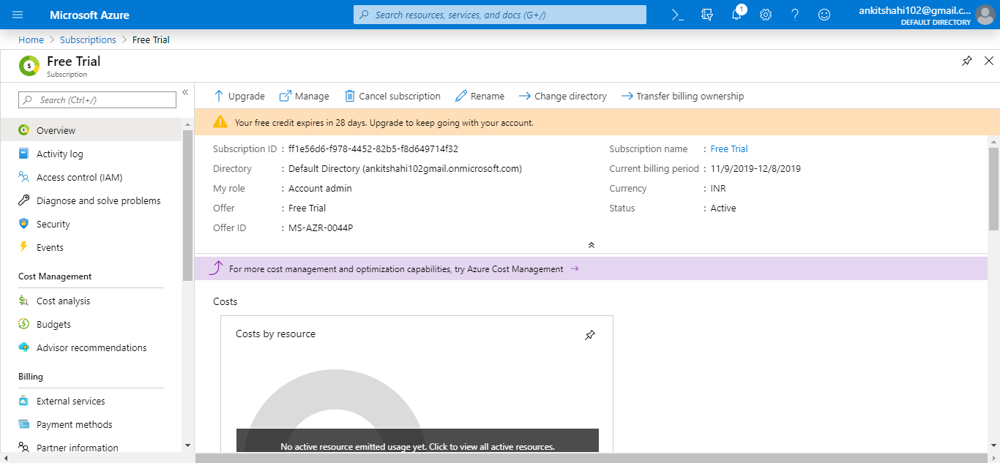 Microsoft Azure
Search resources, services, and docs (G+/)
1
ankitshahi102@gmail.c...
DEFAULT DIRECTORY
Home > Subscriptions > Free Trial
$
Free Trial
Subscription
Search (Ctrl+/)
«
Overview
Activity log
Access control (IAM)
Diagnose and solve problems
Security
Events
Cost Management
Cost analysis
Budgets
Advisor recommendations
Billing
External services
Payment methods
Partner information
Upgrade Manage Cancel subscription Rename Change directory Transfer billing ownership
Your free credit expires in 28 days. Upgrade to keep going with your account.
Subscription ID : ff1e56d6-f978-4452-82b5-f8d649714f32
Directory : Default Directory (ankitshahi102gmail.onmicrosoft.com)
My role : Account admin
Offer : Free Trial
Offer ID : MS-AZR-0044P
Subscription name : Free Trial
Current billing period : 11/9/2019-12/8/2019
Currency : INR
Status : Active
For more cost management and optimization capabilities, try Azure Cost Management →
Costs
Costs by resource
No active resource emitted usage yet. Click to view all active resources.